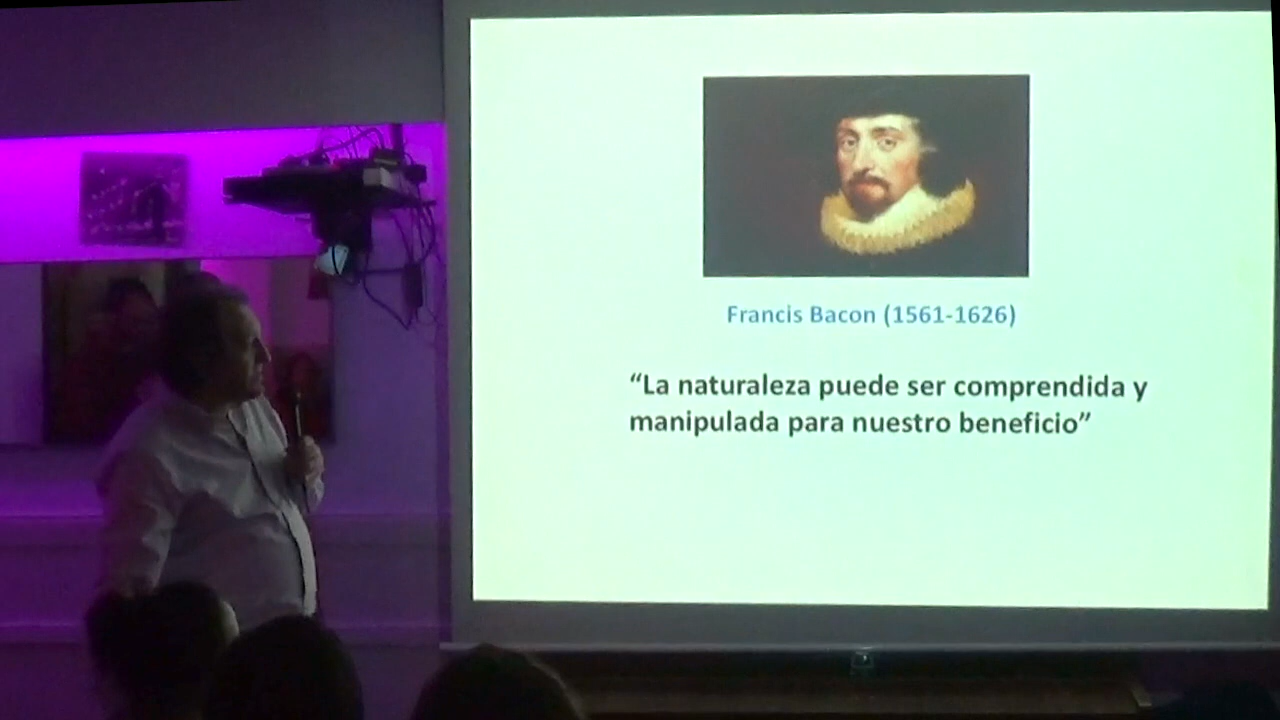 Francis Bacon (1561-1626)
“La naturaleza puede ser comprendida y
manipulada para nuestro beneficio”